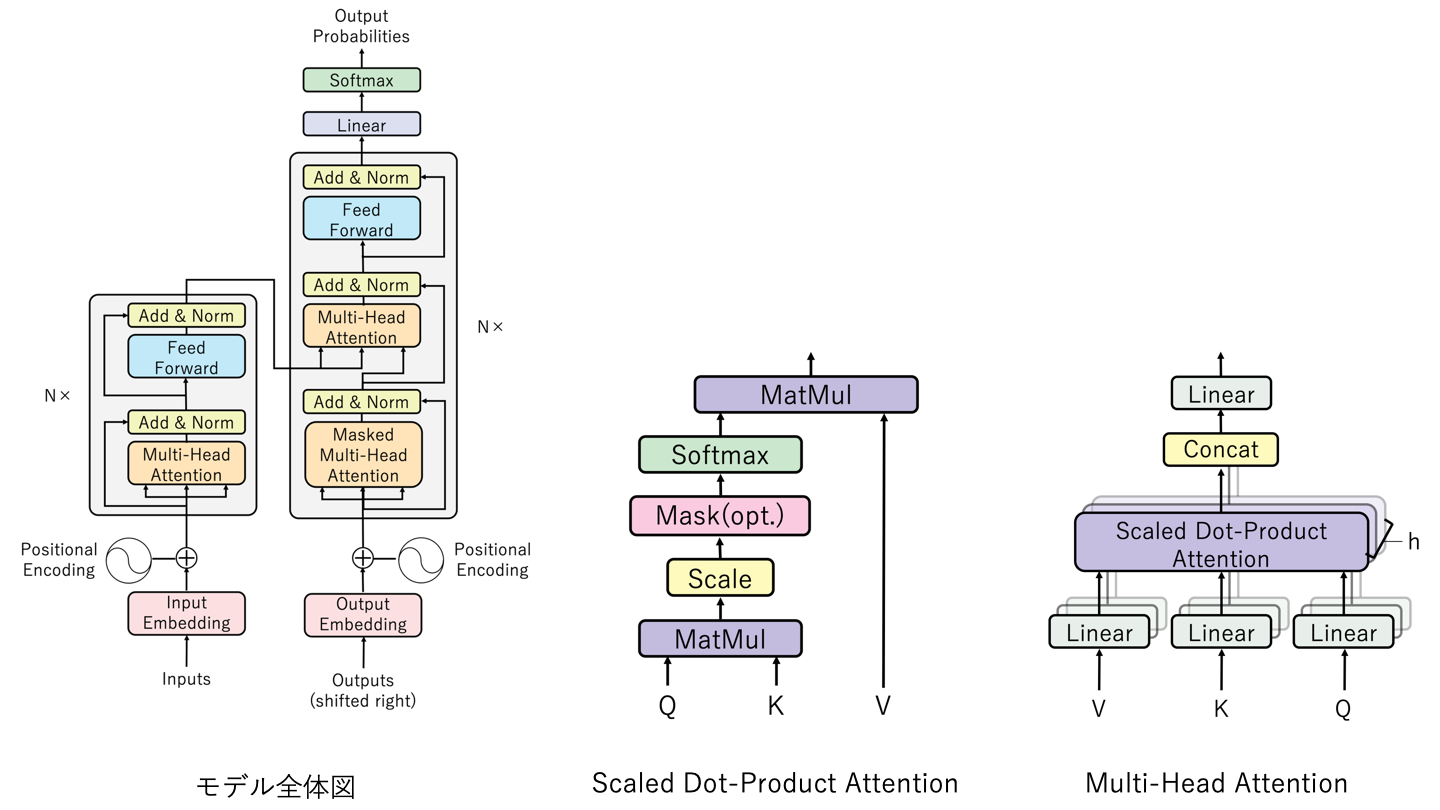 Output
Probabilities
Softmax
Linear
Add & Norm
Feed
Forward
Add & Norm
Multi-Head
Attention
N×
Add & Norm
Masked
Multi-Head
Attention
Add & Norm
Feed
Forward
N×
Add & Norm
Multi-Head
Attention
Positional
Encoding
Positional
Encoding
Input
Embedding
Output
Embedding
Inputs
Outputs
(shifted right)
モデル全体図
MatMul
Softmax
Mask(opt.)
Scale
MatMul
Q
K
V
Scaled Dot-Product Attention
Linear
Concat
Scaled Dot-Product
Attention
h
Linear
Linear
Linear
V
K
Q
Multi-Head Attention